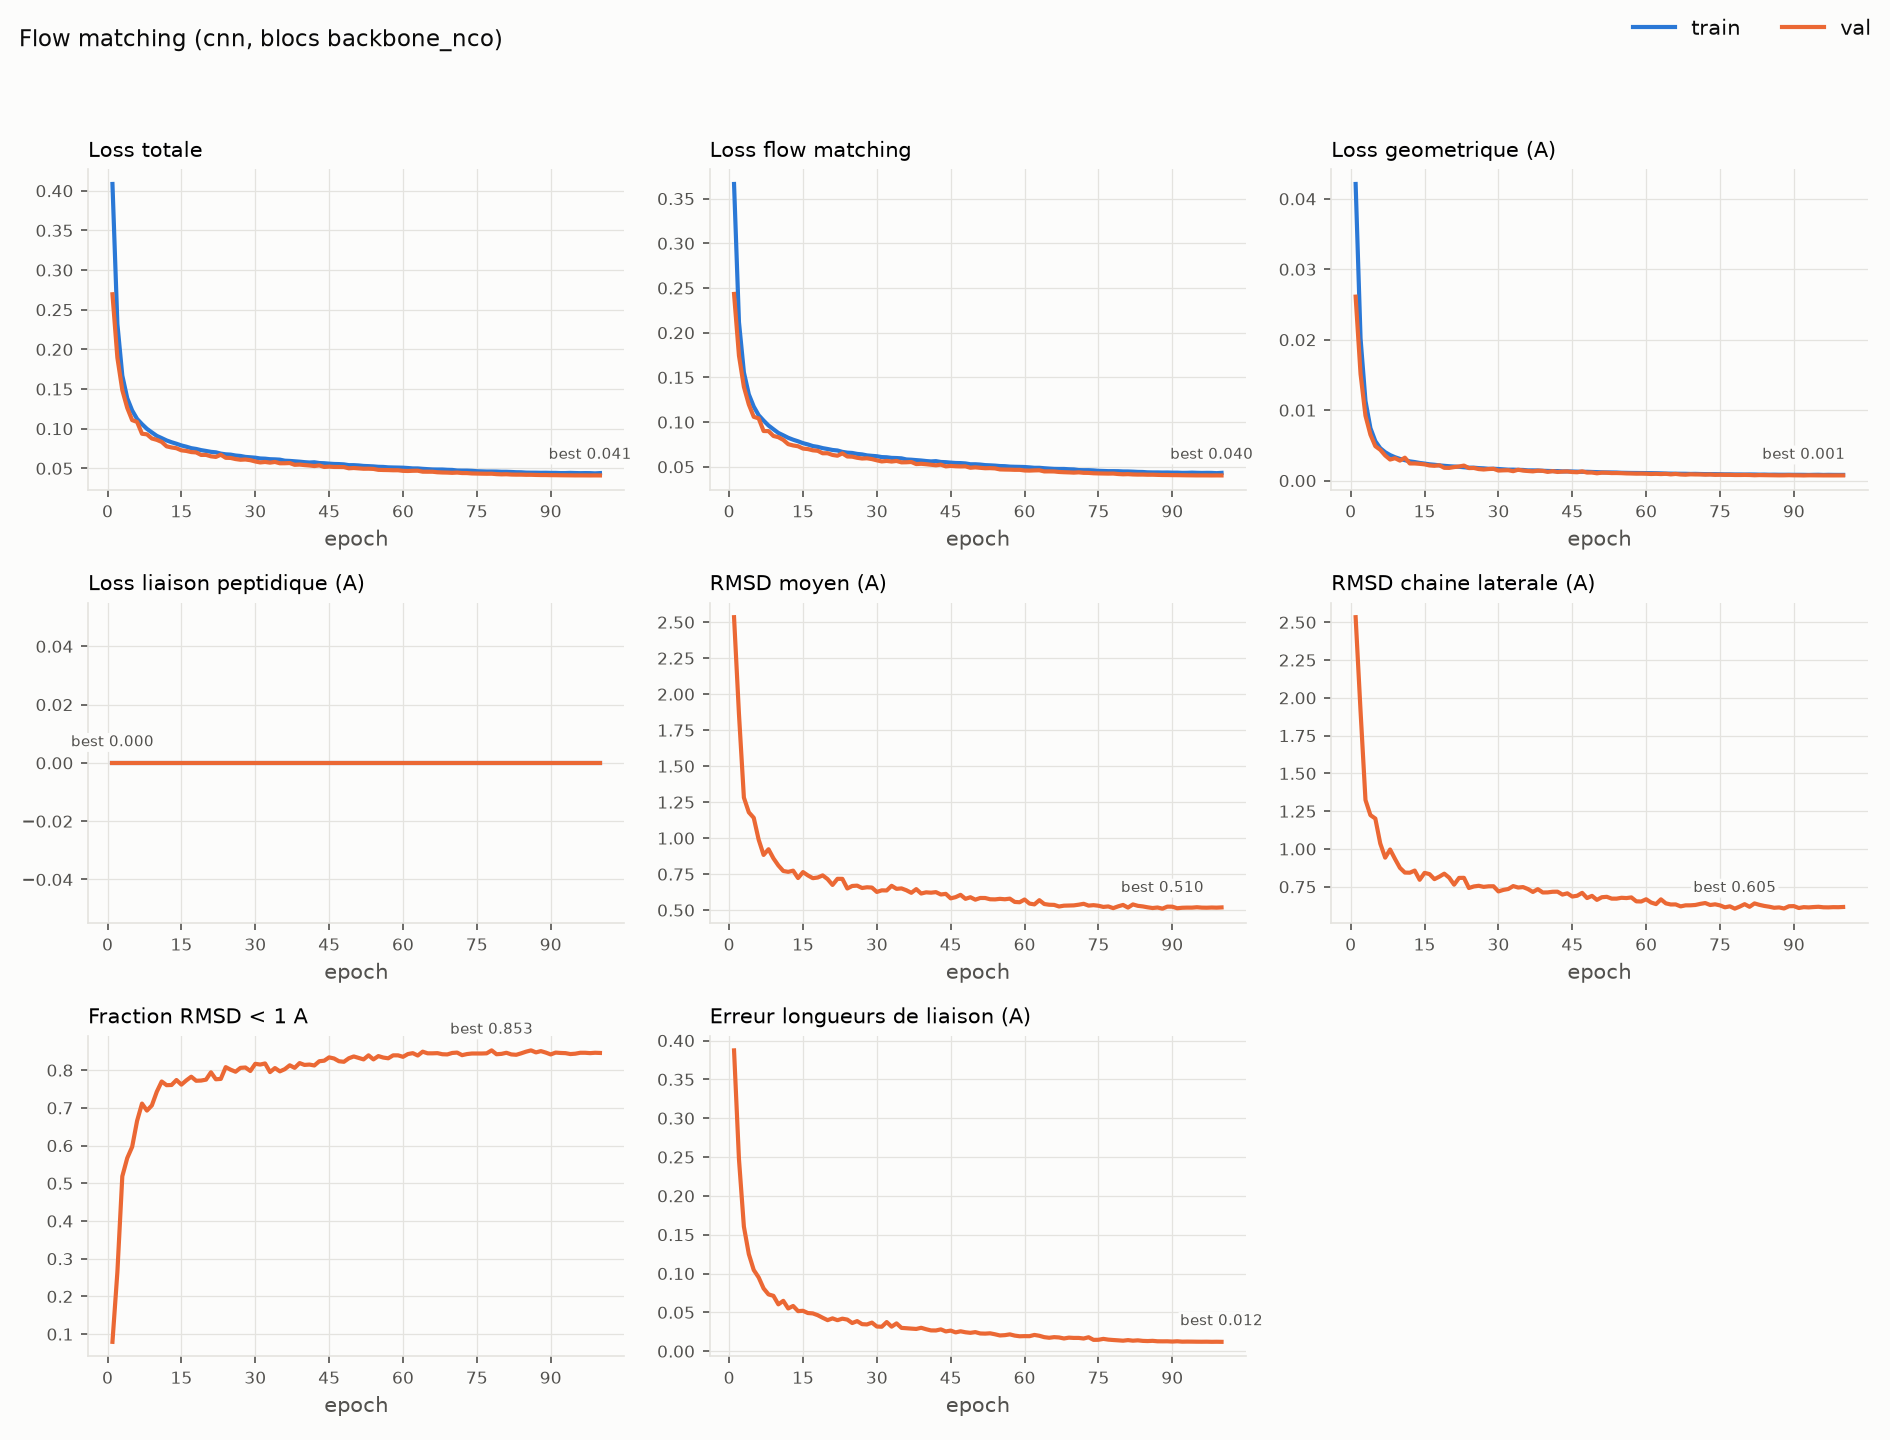 Flow matching (cnn, blocs backbone_nco)
train
val
Loss totale
0.40
0.35
0.30
0.25
0.20
0.15
0.10
0.05
best 0.041
0 15 30 45 60 75 90
epoch
Loss flow matching
0.35
0.30
0.25
0.20
0.15
0.10
0.05
best 0.040
0 15 30 45 60 75 90
epoch
Loss geometrique (A)
0.04
0.03
0.02
0.01
0.00
best 0.001
0 15 30 45 60 75 90
epoch
Loss liaison peptidique (A)
0.04
0.02
best 0.000
0.00
−0.02
−0.04
0 15 30 45 60 75 90
epoch
RMSD moyen (A)
2.50
2.25
2.00
1.75
1.50
1.25
1.00
0.75
0.50
best 0.510
0 15 30 45 60 75 90
epoch
RMSD chaine laterale (A)
2.50
2.25
2.00
1.75
1.50
1.25
1.00
0.75
best 0.605
0 15 30 45 60 75 90
epoch
Fraction RMSD < 1 A
best 0.853
0.8
0.7
0.6
0.5
0.4
0.3
0.2
0.1
0 15 30 45 60 75 90
epoch
Erreur longueurs de liaison (A)
0.40
0.35
0.30
0.25
0.20
0.15
0.10
0.05
0.00
best 0.012
0 15 30 45 60 75 90
epoch